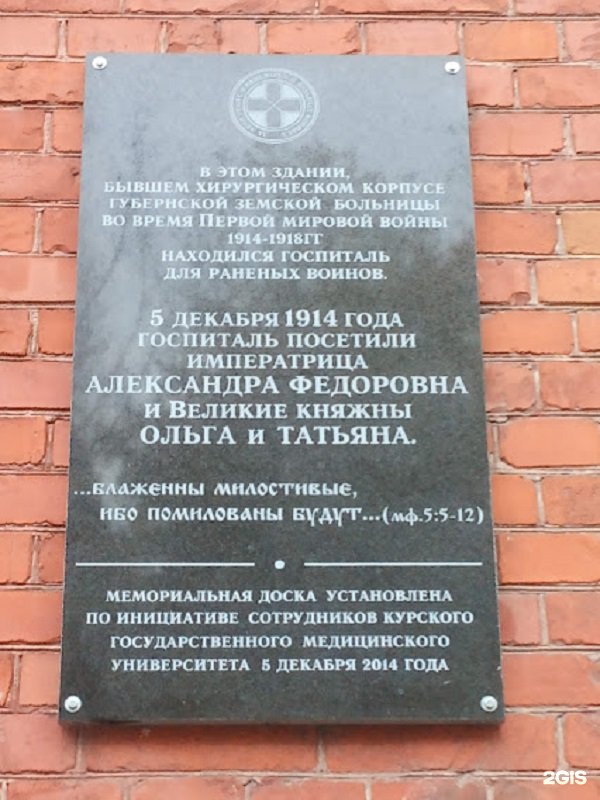 В ЭТОМ ЗДАНИИ,
БЫВШЕМ ХИРУРГИЧЕСКОМ КОРПУСЕ
ГУБЕРНСКОЙ ЗЕМСКОЙ БОЛЬНИЦЫ
ВО ВРЕМЯ ПЕРВОЙ МИРОВОЙ ВОЙНЫ
1914-1918ГГ
НАХОДИЛСЯ ГОСПИТАЛЬ
ДЛЯ РАНЕНЫХ ВОИНОВ.
5 ДЕКАБРЯ 1914 ГОДА
ГОСПИТАЛЬ ПОСЕТИЛИ
ИМПЕРАТРИЦА
АЛЕКСАНДРА ФЕДОРОВНА
И ВЕЛИКИЕ КНЯЖНЫ
ОЛЬГА И ТАТЬЯНА.
...БЛАЖЕННЫ МИЛОСТИВЫЕ,
ИБО ПОМИЛОВАНЫ БУДУТ...(МФ.5:5-12)
МЕМОРИАЛЬНАЯ ДОСКА УСТАНОВЛЕНА
ПО ИНИЦИАТИВЕ СОТРУДНИКОВ КУРСКОГО
ГОСУДАРСТВЕННОГО МЕДИЦИНСКОГО
УНИВЕРСИТЕТА 5 ДЕКАБРЯ 2014 ГОДА
2GIS